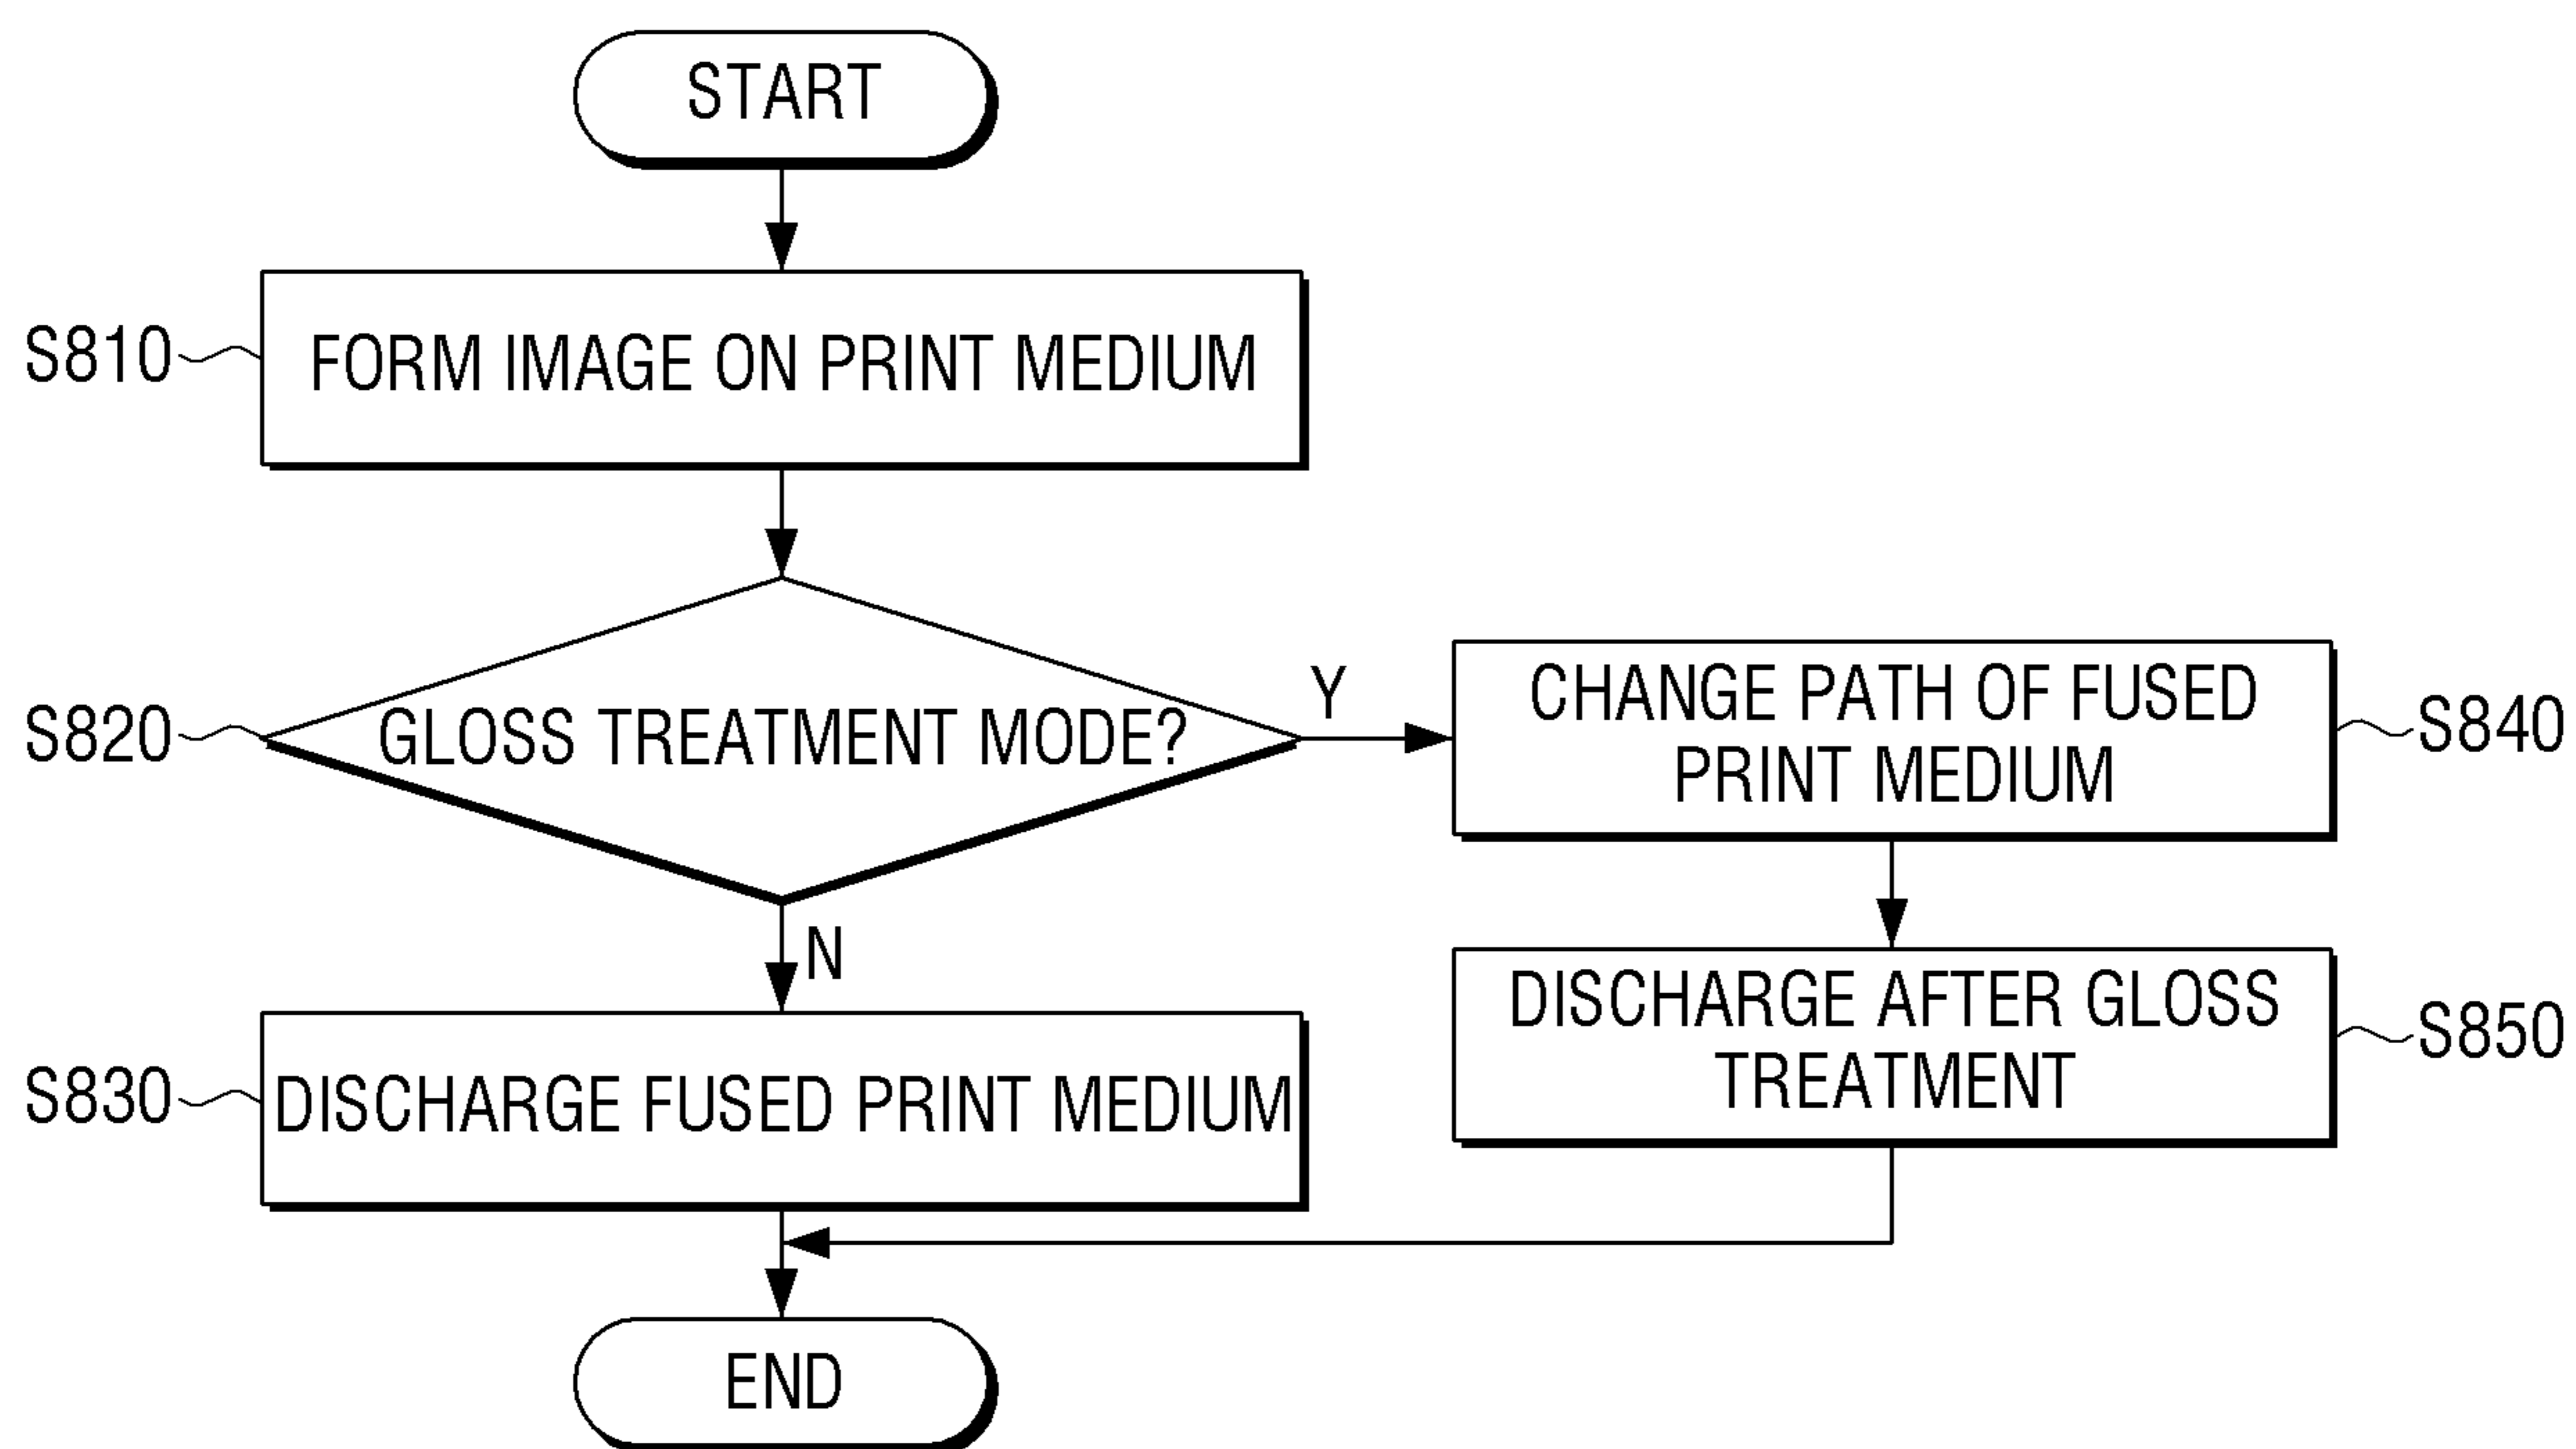 START
S810
FORM IMAGE ON PRINT MEDIUM
S820
GLOSS TREATMENT MODE?
Y
CHANGE PATH OF FUSED
PRINT MEDIUM
S840
N
S830
DISCHARGE FUSED PRINT MEDIUM
DISCHARGE AFTER GLOSS
TREATMENT
S850
END